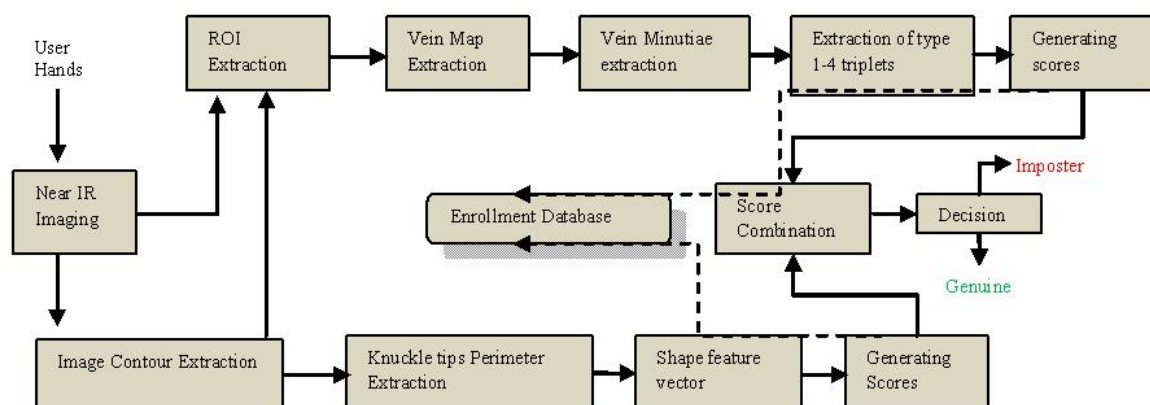 User
Hands
ROI
Extraction
Vein Map
Extraction
Vein Minutiae
extraction
Extraction of type
1-4 triplets
Generating
scores
Near IR
Imaging
Enrollment Database
Score
Combination
Decision
Imposter
Genuine
Image Contour Extraction
Knuckle tips Perimeter
Extraction
Shape feature
vector
Generating
Scores